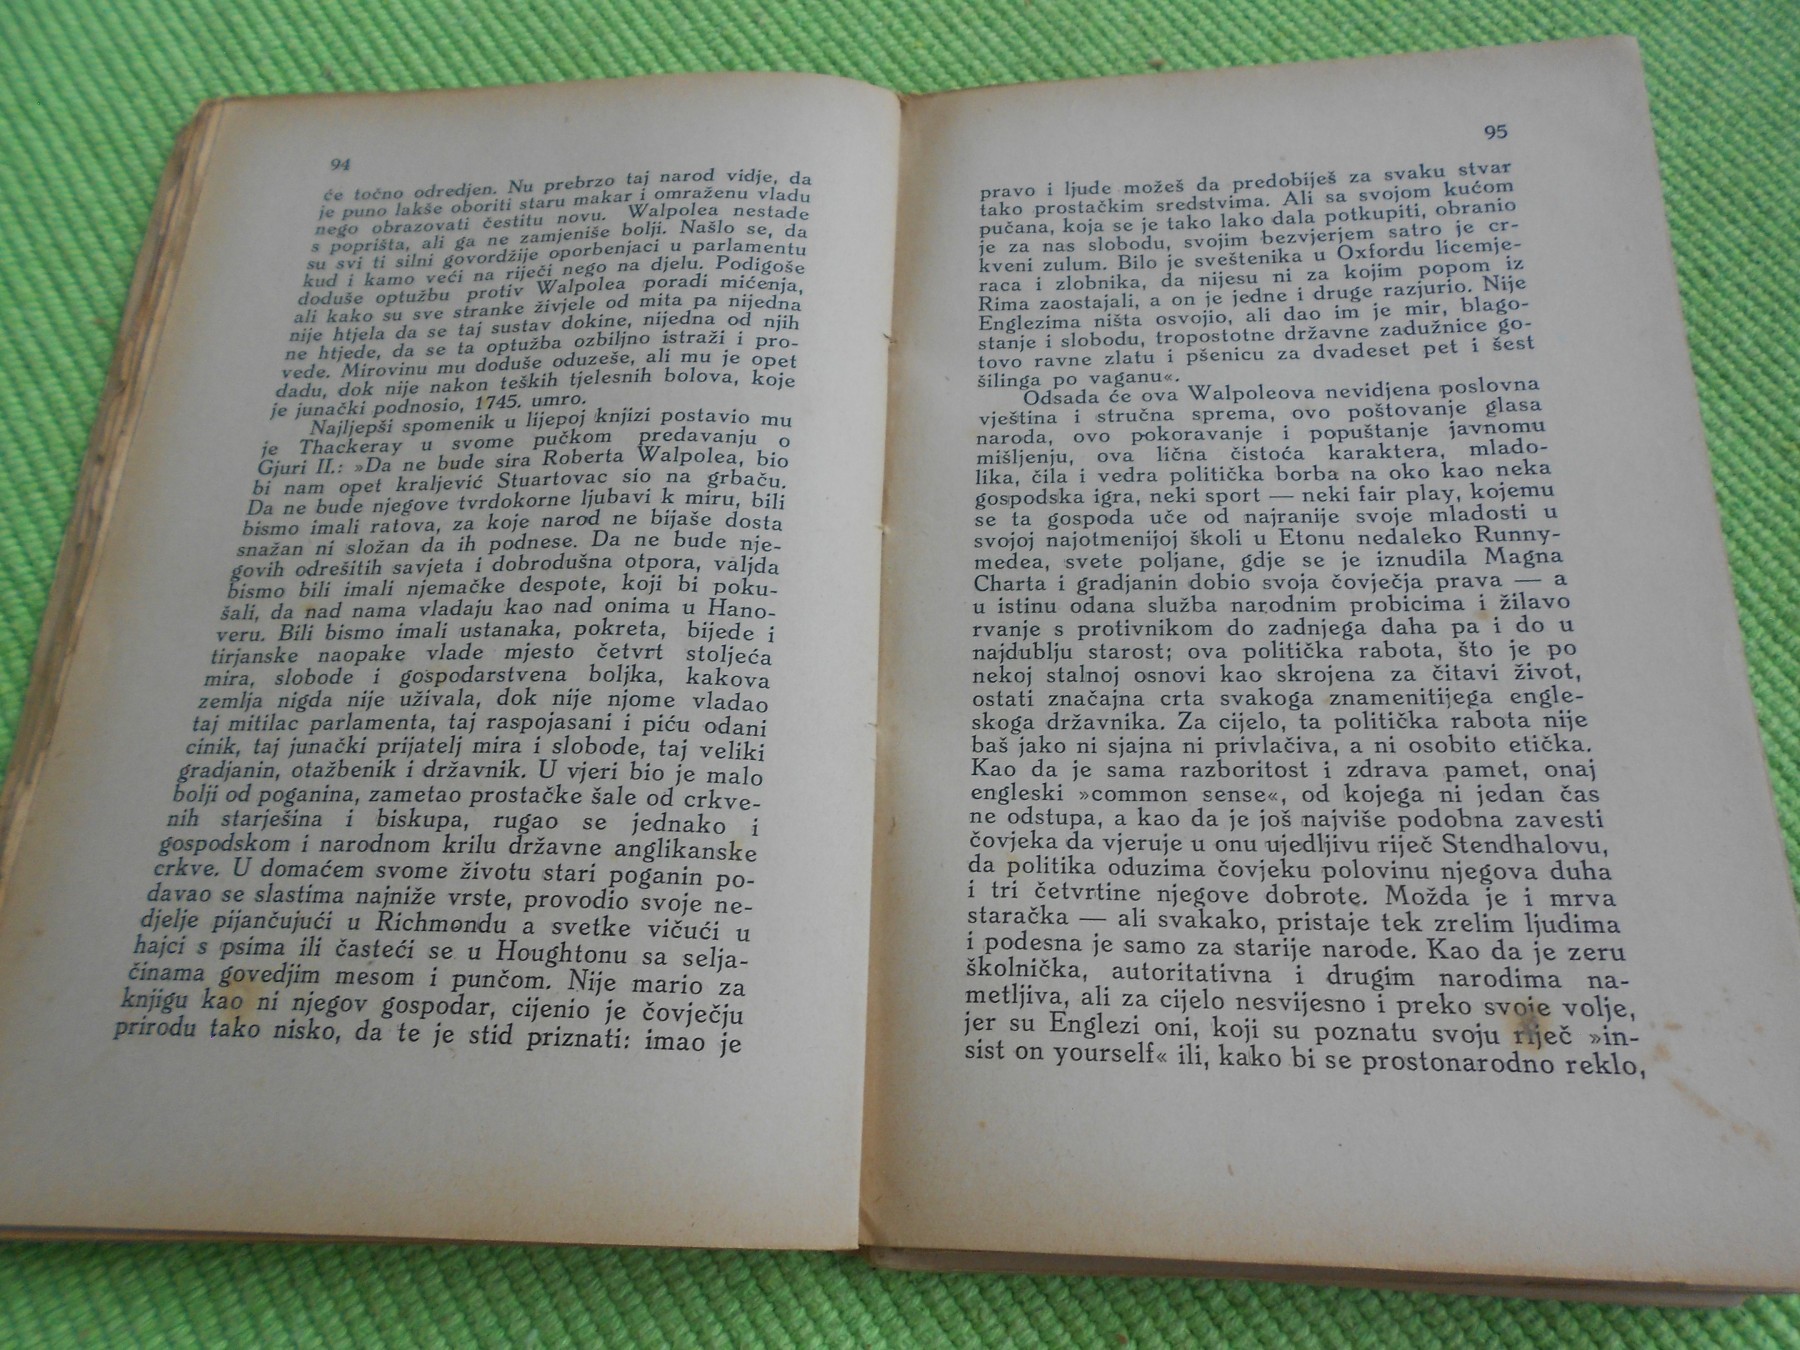 94
će točno odredjen. Nu prebrzo taj narod vidje, da
je puno lakše oboriti staru makar i omraženu vladu
nego obrazovati čestitu novu. Walpolea nestade
s poprišta, ali ga ne zamjeniše bolji. Našlo se, da
su svi ti silni govordžije oporbenjaci u parlamentu
kud i kamo veći na riječi nego na djelu. Podigoše
doduše optužbu protiv Walpolea poradi mićenja,
ali kako su sve stranke živjele od mita pa nijedna
nije htjela da se taj sustav dokine, nijedna od njih
ne htjede, da se ta optužba ozbiljno istraži i pro-
vede. Mirovinu mu doduše oduzeše, ali mu je opet
dadu, dok nije nakon teških tjelesnih bolova, koje
je junački podnosio, 1745. umro.
Najljepši spomenik u lijepoj knjizi postavio mu
je Thackeray u svome pučkom predavanju o
Gjuri II.: »Da ne bude sira Roberta Walpolea, bio
bi nam opet kraljević Stuartovac sio na grbaču.
Da ne bude njegove tvrdokorne ljubavi k miru, bili
bismo imali ratova, za koje narod ne bijaše dosta
snažan ni složan da ih podnese. Da ne bude nje-
govih odrešitih savjeta i dobrodušna otpora, valjda
bismo bili imali njemačke despote, koji bi poku-
šali, da nad nama vladaju kao nad onima u Hano-
veru. Bili bismo imali ustanaka, pokreta, bijede i
tirjanske naopake vlade mjesto četvrt stoljeća
mira, slobode i gospodarstvena boljka, kakova
zemlja nigda nije uživala, dok nije njome vladao
taj mitilac parlamenta, taj raspojasani i piću odani
cinik, taj junački prijatelj mira i slobode, taj veliki
gradjanin, otažbenik i državnik. U vjeri bio je malo
bolji od poganina, zametao prostačke šale od crkve-
nih starješina i biskupa, rugao se jednako i
gospodskom i narodnom krilu državne anglikanske
crkve. U domaćem svome životu stari poganin po-
davao se slastima najniže vrste, provodio svoje ne-
djelje pijančujući u Richmondu a svetke vičući u
hajci s psima ili časteći se u Houghtonu sa selja-
činama govedjim mesom i punčom. Nije mario za
knjigu kao ni njegov gospodar, cijenio je čovječju
prirodu tako nisko, da te je stid priznati: imao je
95
pravo i ljude možeš da predobiješ za svaku stvar
tako prostačkim sredstvima. Ali sa svojom kućom
pučana, koja se je tako lako dala potkupiti, obranio
je za nas slobodu, svojim bezvjerjem satro je cr-
kveni zulum. Bilo je sveštenika u Oxfordu licemje-
raca i zlobnika, da nijesu ni za kojim popom iz
Rima zaostajali, a on je jedne i druge razjurio. Nije
Englezima ništa osvojio, ali dao im je mir, blago-
stanje i slobodu, tropostotne državne zadužnice go-
tovo ravne zlatu i pšenicu za dvadeset pet i šest
šilinga po vaganu«.
Odsada će ova Walpoleova nevidjena poslovna
vještina i stručna sprema, ovo poštovanje glasa
naroda, ovo pokoravanje i popuštanje javnomu
mišljenju, ova lična čistoća karaktera, mlado-
lika, čila i vedra politička borba na oko kao neka
gospodska igra, neki sport — neki fair play, kojemu
se ta gospoda uče od najranije svoje mladosti u
svojoj najotmenijoj školi u Etonu nedaleko Runny-
medea, svete poljane, gdje se je iznudila Magna
Charta i gradjanin dobio svoja čovječja prava — a
u istinu odana služba narodnim probicima i žilavo
rvanje s protivnikom do zadnjega daha pa i do u
najdublju starost; ova politička rabota, što je po
nekoj stalnoj osnovi kao skrojena za čitavi život,
ostati značajna crta svakoga znamenitijega engle-
skoga državnika. Za cijelo, ta politička rabota nije
baš jako ni sjajna ni privlačiva, a ni osobito etička.
Kao da je sama razboritost i zdrava pamet, onaj
engleski »common sense«, od kojega ni jedan čas
ne odstupa, a kao da je još najviše podobna zavesti
čovjeka da vjeruje u onu ujedljivu riječ Stendhalovu,
da politika oduzima čovjeku polovinu njegova duha
i tri četvrtine njegove dobrote. Možda je i mrva
staračka — ali svakako, pristaje tek zrelim ljudima
i podesna je samo za starije narode. Kao da je zeru
školnička, autoritativna i drugim narodima na-
metljiva, ali za cijelo nesvijesno i preko svoje volje,
jer su Englezi oni, koji su poznatu svoju riječ »in-
sist on yourself« ili, kako bi se prostonarodno reklo,